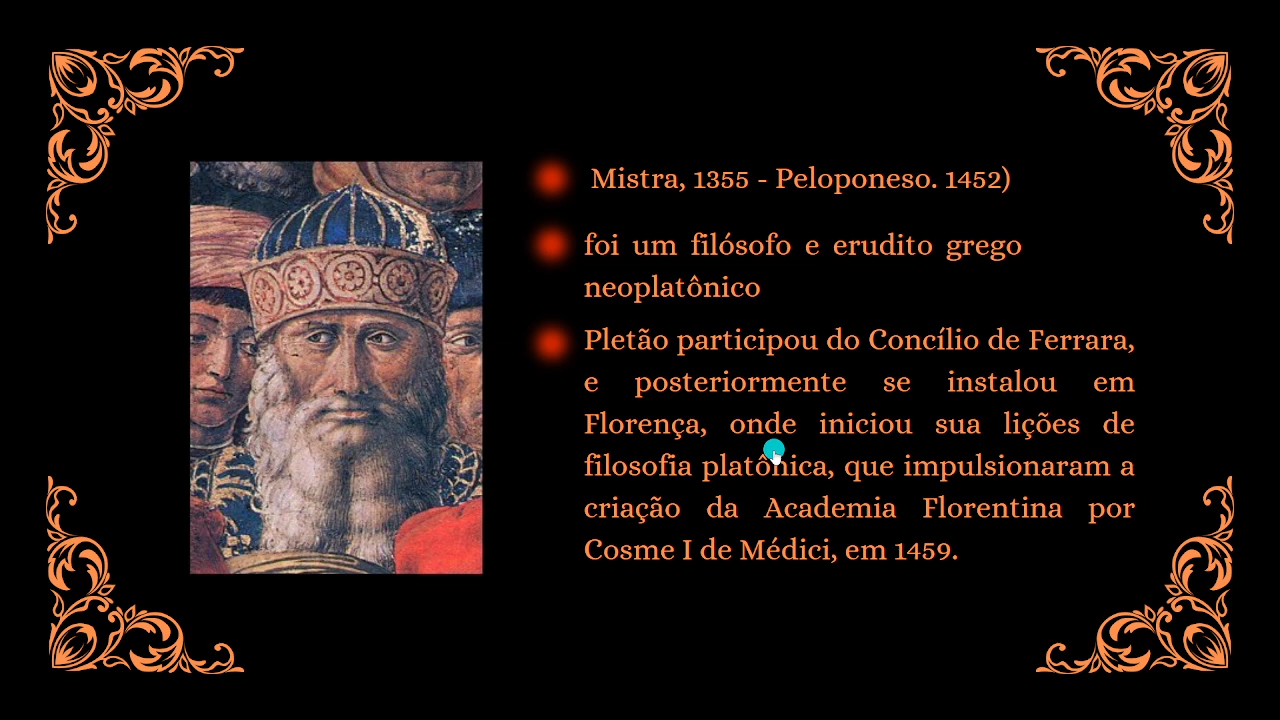 Mistra, 1355 - Peloponeso. 1452)
foi um filósofo e erudito grego
neoplatônico
Pletão participou do Concílio de Ferrara,
e posteriormente se instalou em
Florença, onde iniciou sua lições de
filosofia platônica, que impulsionaram a
criação da Academia Florentina por
Cosme I de Médici, em 1459.